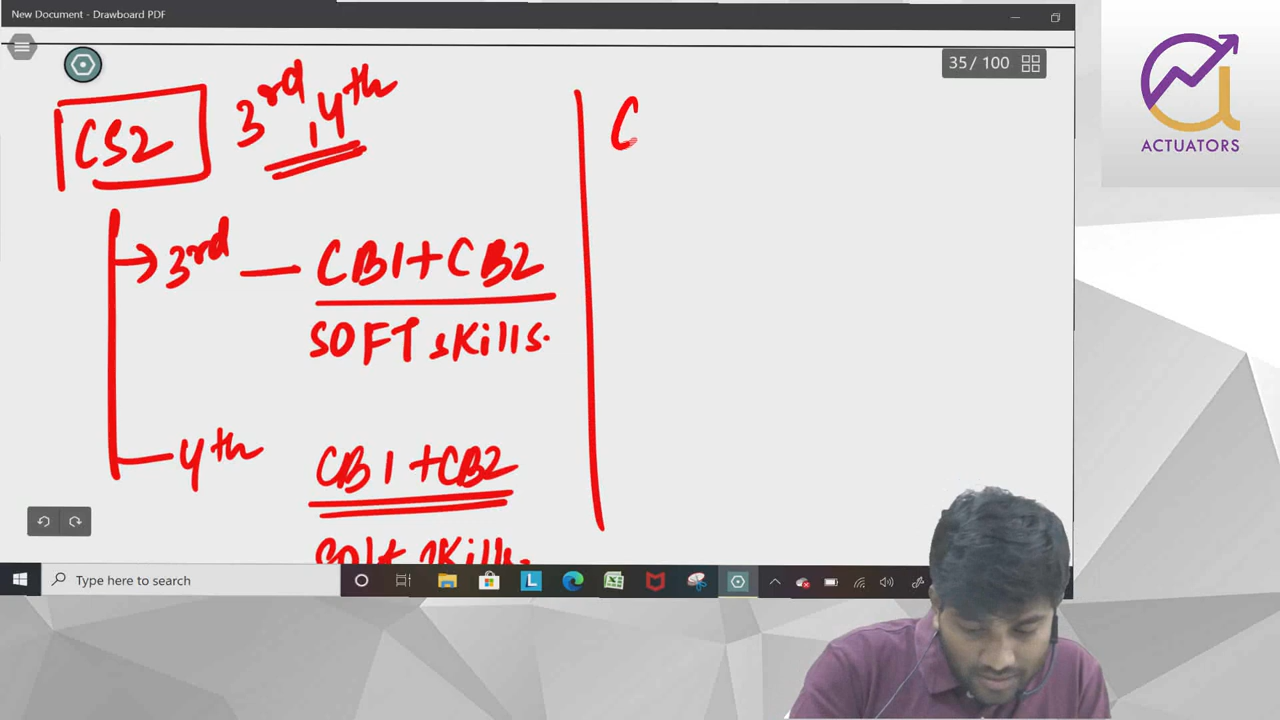 New Document - Drawboard PDF
35 / 100
ACTUATORS
CS2 3rd, 4th
C
→ 3rd — CB1+CB2
SOFT skills.
4th CB1+CB2
skills.
Type here to search